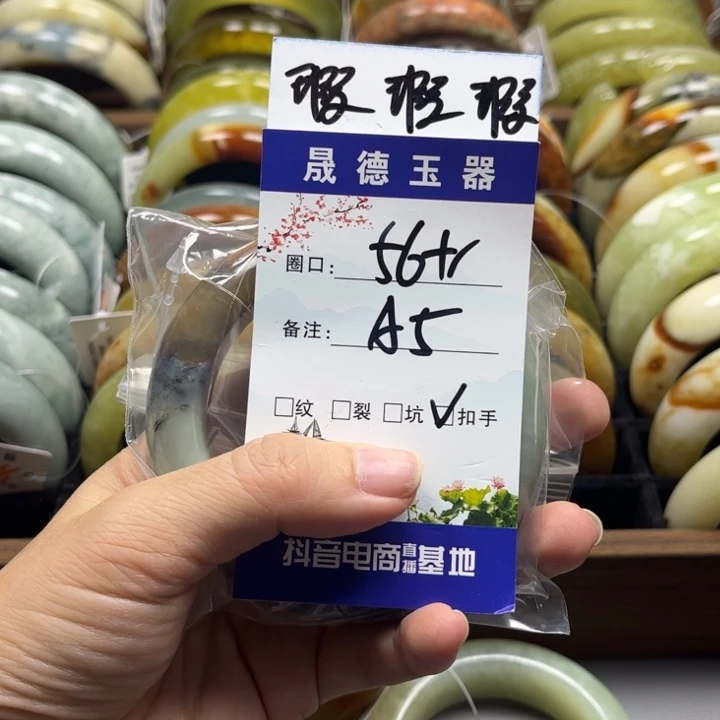 瑕 瑕 瑕
晟德玉器
圈口: 56+
备注: A5
□纹 □裂 □坑 ☑扣手
抖音电商直播基地